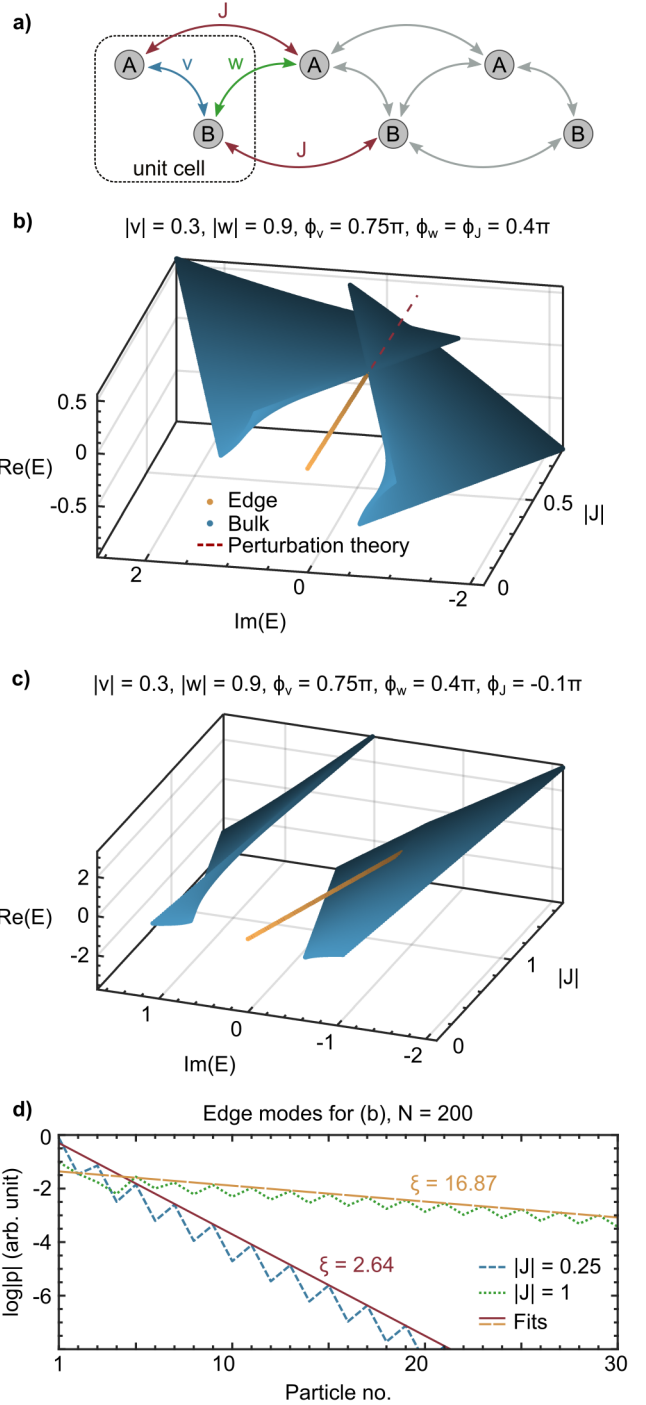 a)
J
A
v
w
A
A
B
J
B
B
unit cell
b)
|v| = 0.3, |w| = 0.9, ϕv = 0.75π, ϕw = ϕJ = 0.4π
0.5
0
-0.5
Re(E)
Edge
Bulk
Perturbation theory
2
0
-2
Im(E)
0
0.5
|J|
c)
|v| = 0.3, |w| = 0.9, ϕv = 0.75π, ϕw = 0.4π, ϕJ = -0.1π
2
0
-2
Re(E)
1
0
-1
-2
Im(E)
0
1
|J|
d)
Edge modes for (b), N = 200
0
-2
-4
-6
log|p| (arb. unit)
ξ = 16.87
ξ = 2.64
|J| = 0.25
|J| = 1
Fits
1
10
20
30
Particle no.